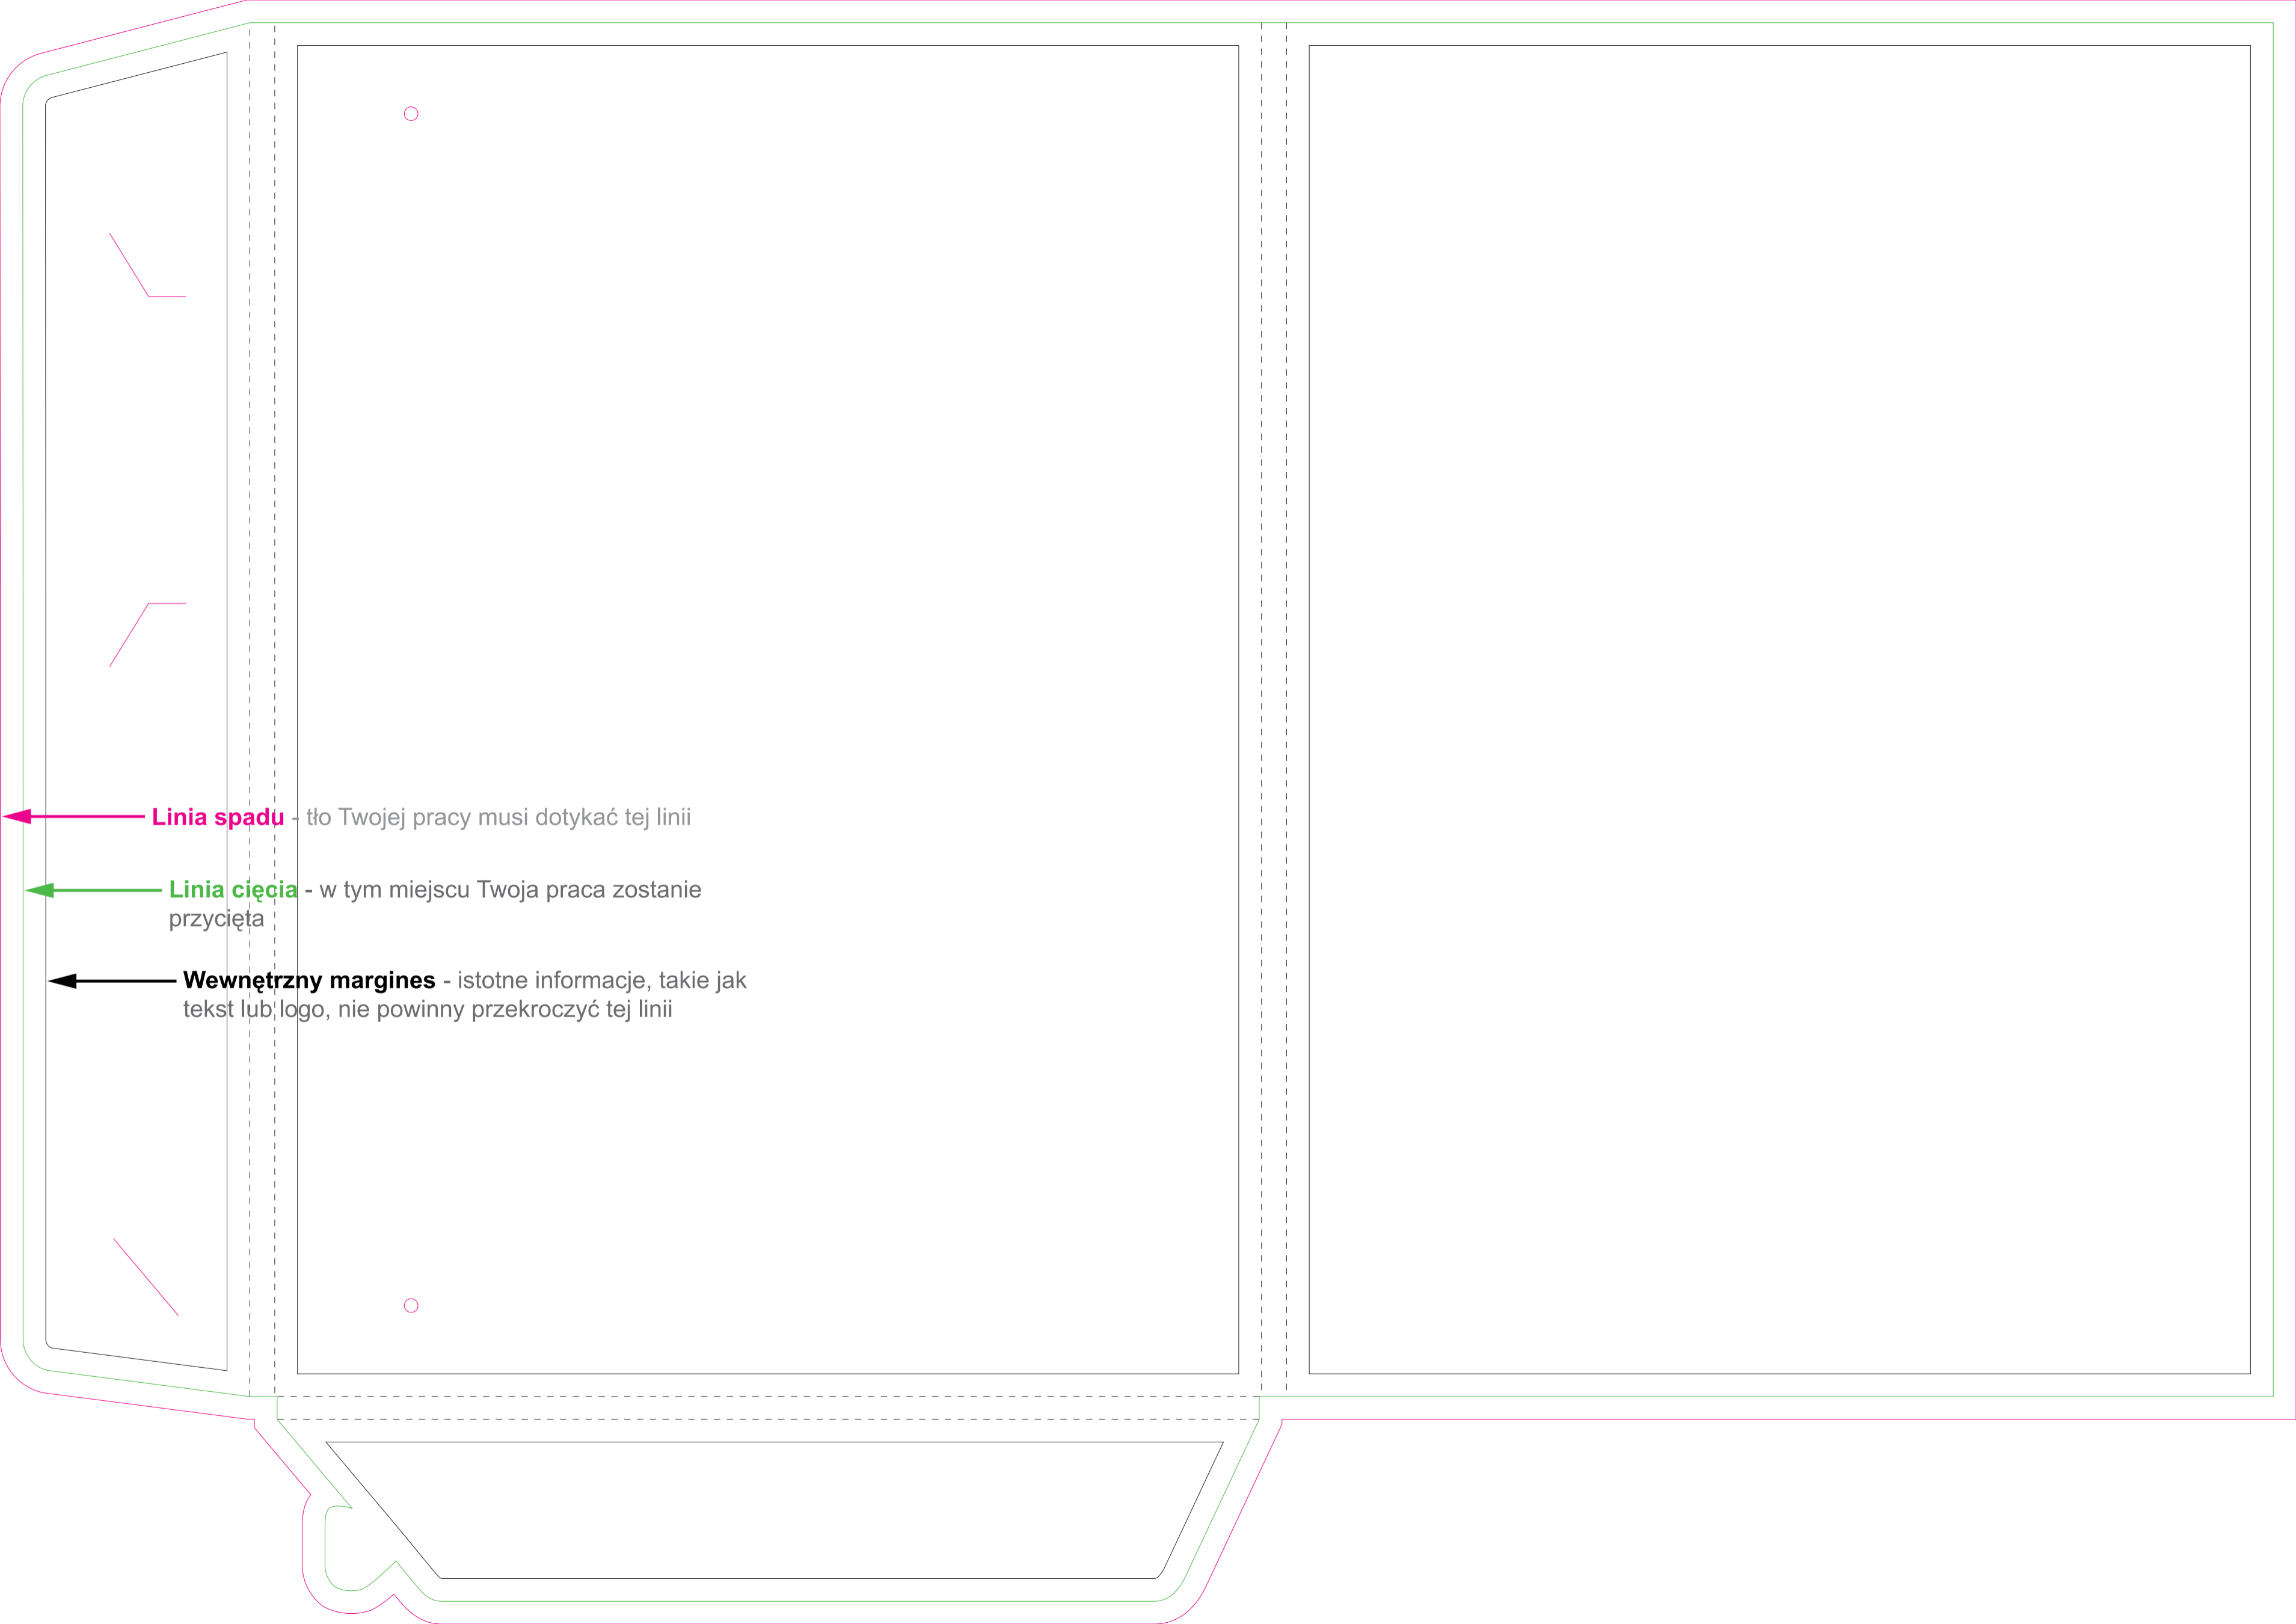 Linia spadu - tło Twojej pracy musi dotykać tej linii
Linia cięcia - w tym miejscu Twoja praca zostanie
przycięta
Wewnętrzny margines - istotne informacje, takie jak
tekst lub logo, nie powinny przekroczyć tej linii